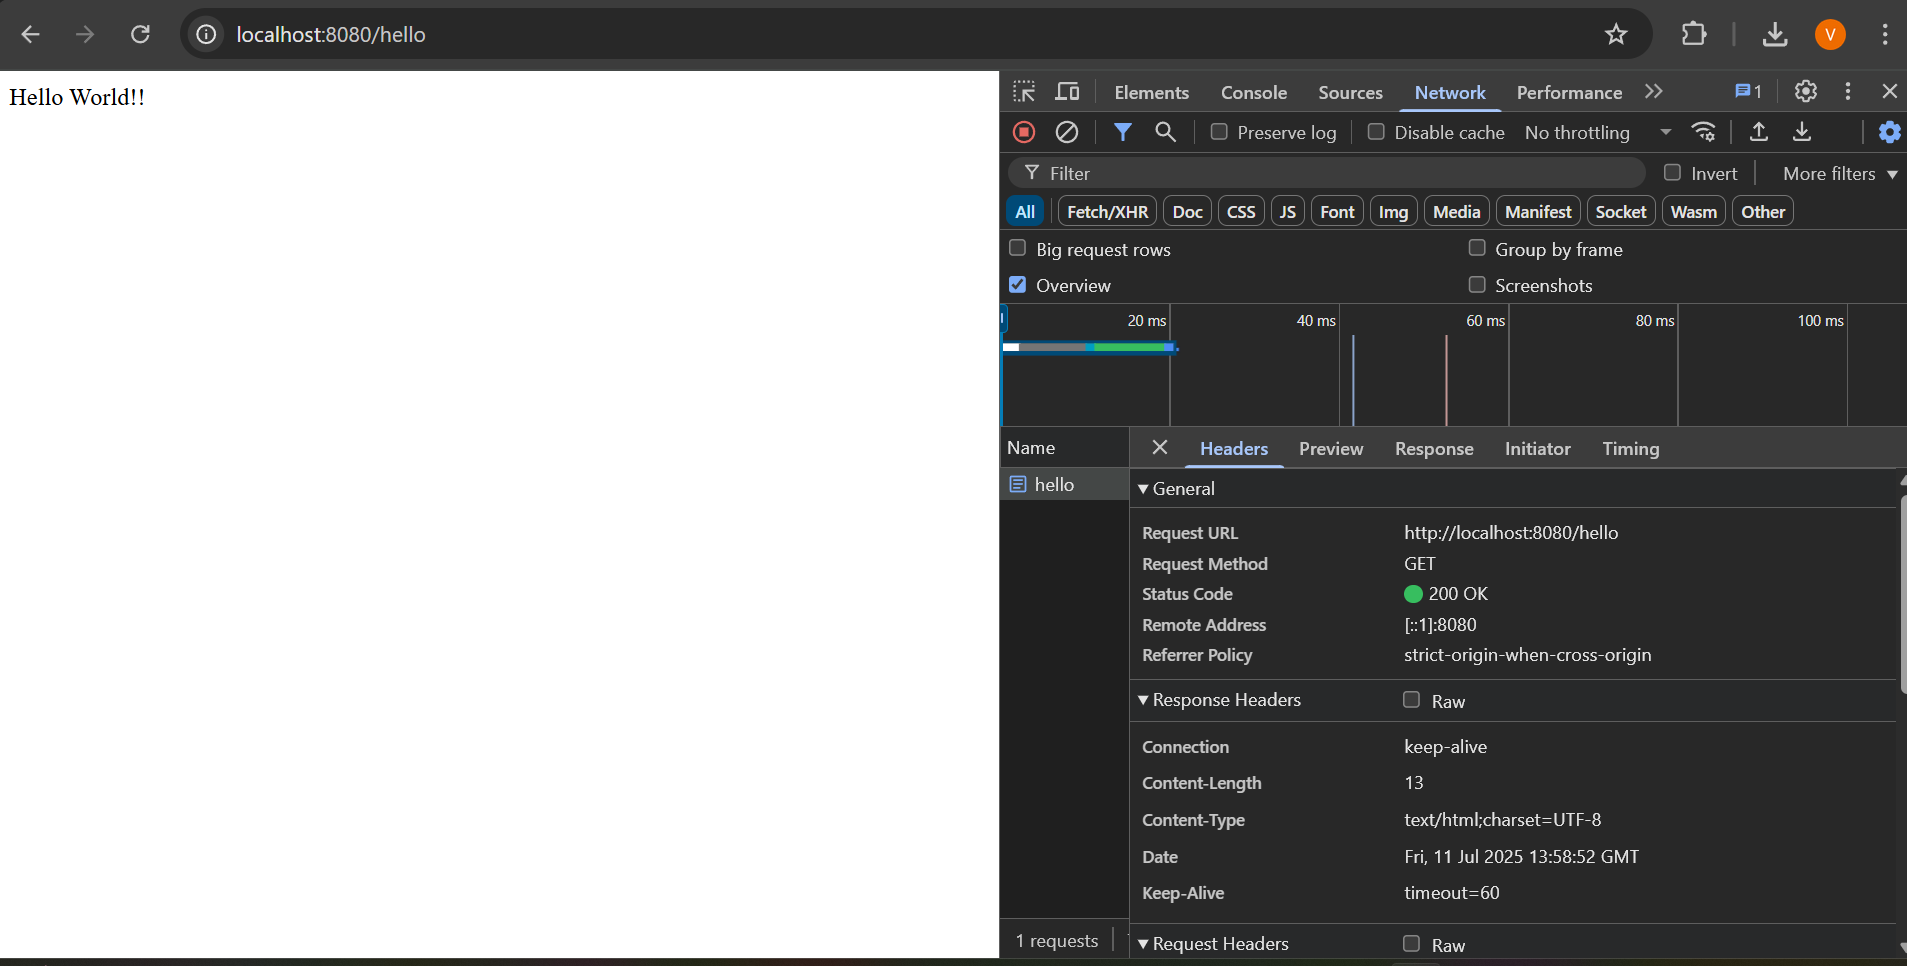 localhost:8080/hello
V
Hello World!!
Elements Console Sources Network Performance 1
Preserve log Disable cache No throttling
Filter Invert More filters
All Fetch/XHR Doc CSS JS Font Img Media Manifest Socket Wasm Other
Big request rows Group by frame
Overview Screenshots
20 ms 40 ms 60 ms 80 ms 100 ms
Name Headers Preview Response Initiator Timing
hello
General
Request URL http://localhost:8080/hello
Request Method GET
Status Code 200 OK
Remote Address [::1]:8080
Referrer Policy strict-origin-when-cross-origin
Response Headers Raw
Connection keep-alive
Content-Length 13
Content-Type text/html;charset=UTF-8
Date Fri, 11 Jul 2025 13:58:52 GMT
Keep-Alive timeout=60
1 requests
Request Headers Raw